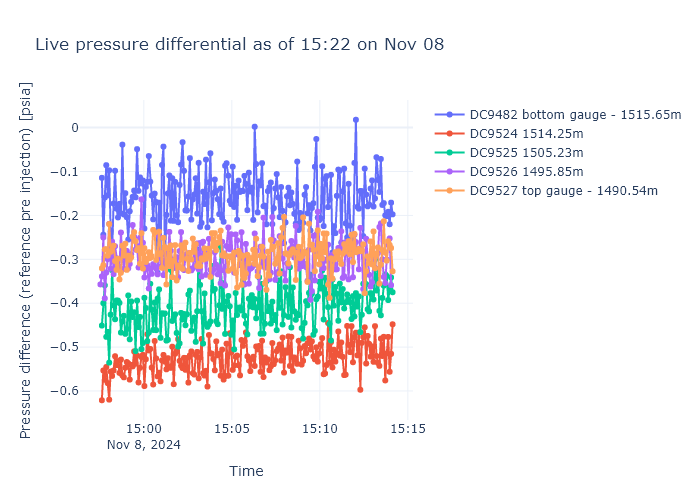 Live pressure differential as of 15:22 on Nov 08
Pressure difference (reference pre injection) [psia]
0
−0.1
−0.2
−0.3
−0.4
−0.5
−0.6
15:00
15:05
15:10
15:15
Nov 8, 2024
Time
DC9482 bottom gauge - 1515.65m
DC9524 1514.25m
DC9525 1505.23m
DC9526 1495.85m
DC9527 top gauge - 1490.54m